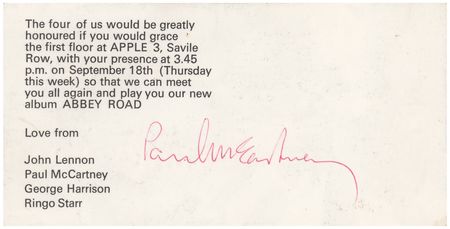 The four of us would be greatly
honoured if you would grace
the first floor at APPLE 3, Savile
Row, with your presence at 3.45
p.m. on September 18th (Thursday
this week) so that we can meet
you all again and play you our new
album ABBEY ROAD
Love from
Paul McCartney
John Lennon
Paul McCartney
George Harrison
Ringo Starr